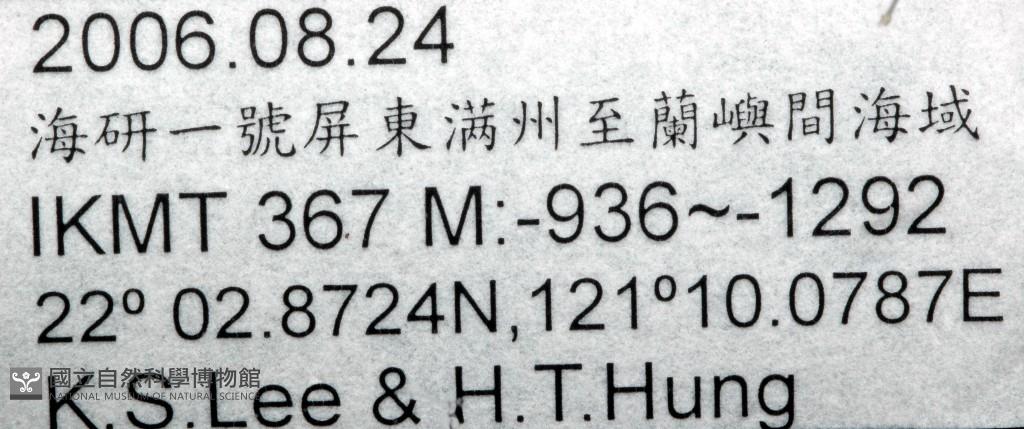 2006.08.24
海研一號屏東滿州至蘭嶼間海域
IKMT 367 M:-936~-1292
22º 02.8724N,121º10.0787E
K.S.Lee & H.T.Hung
國立自然科學博物館
NATIONAL MUSEUM OF NATURAL SCIENCE